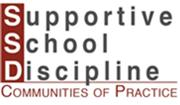 Supportive
School
Discipline
COMMUNITIES OF PRACTICE